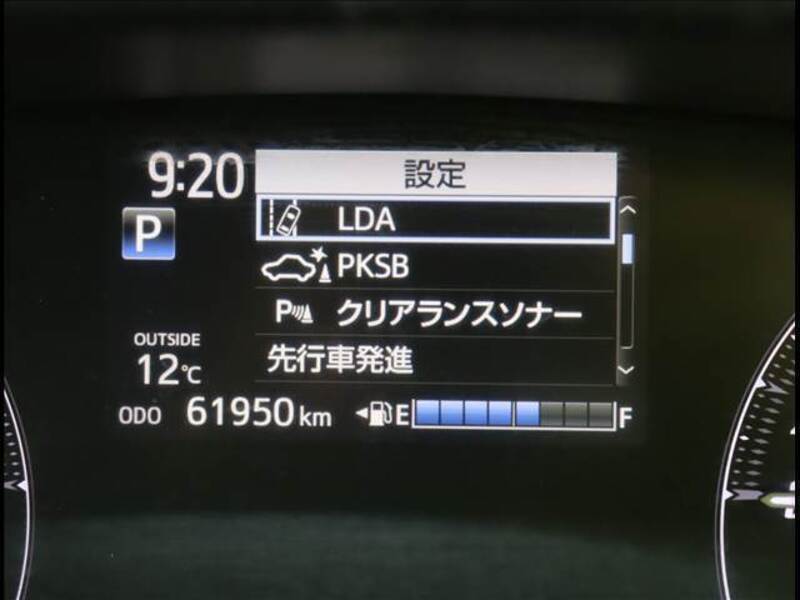 9:20 設定
P LDA
PKSB
P クリアランスソナー
OUTSIDE 先行車発進
12℃
ODO 61950 km E F